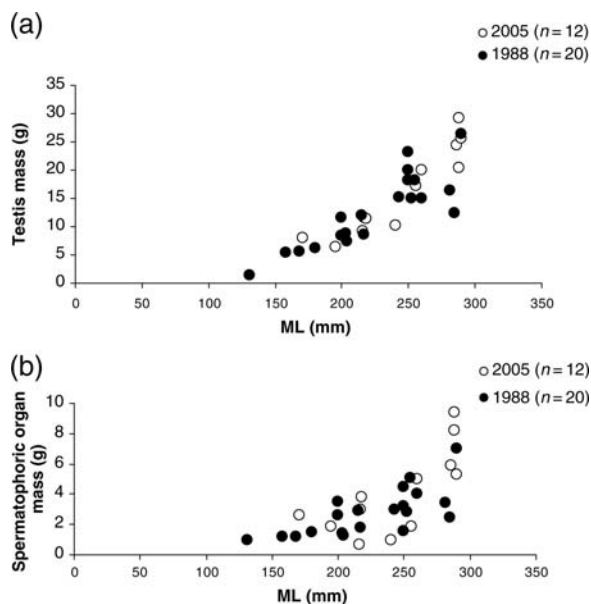 (a)
○ 2005 (n = 12)
● 1988 (n = 20)
Testis mass (g)
35
30
25
20
15
10
5
0
0 50 100 150 200 250 300 350
ML (mm)
(b)
○ 2005 (n = 12)
● 1988 (n = 20)
Spermatophoric organ
mass (g)
10
8
6
4
2
0
0 50 100 150 200 250 300 350
ML (mm)